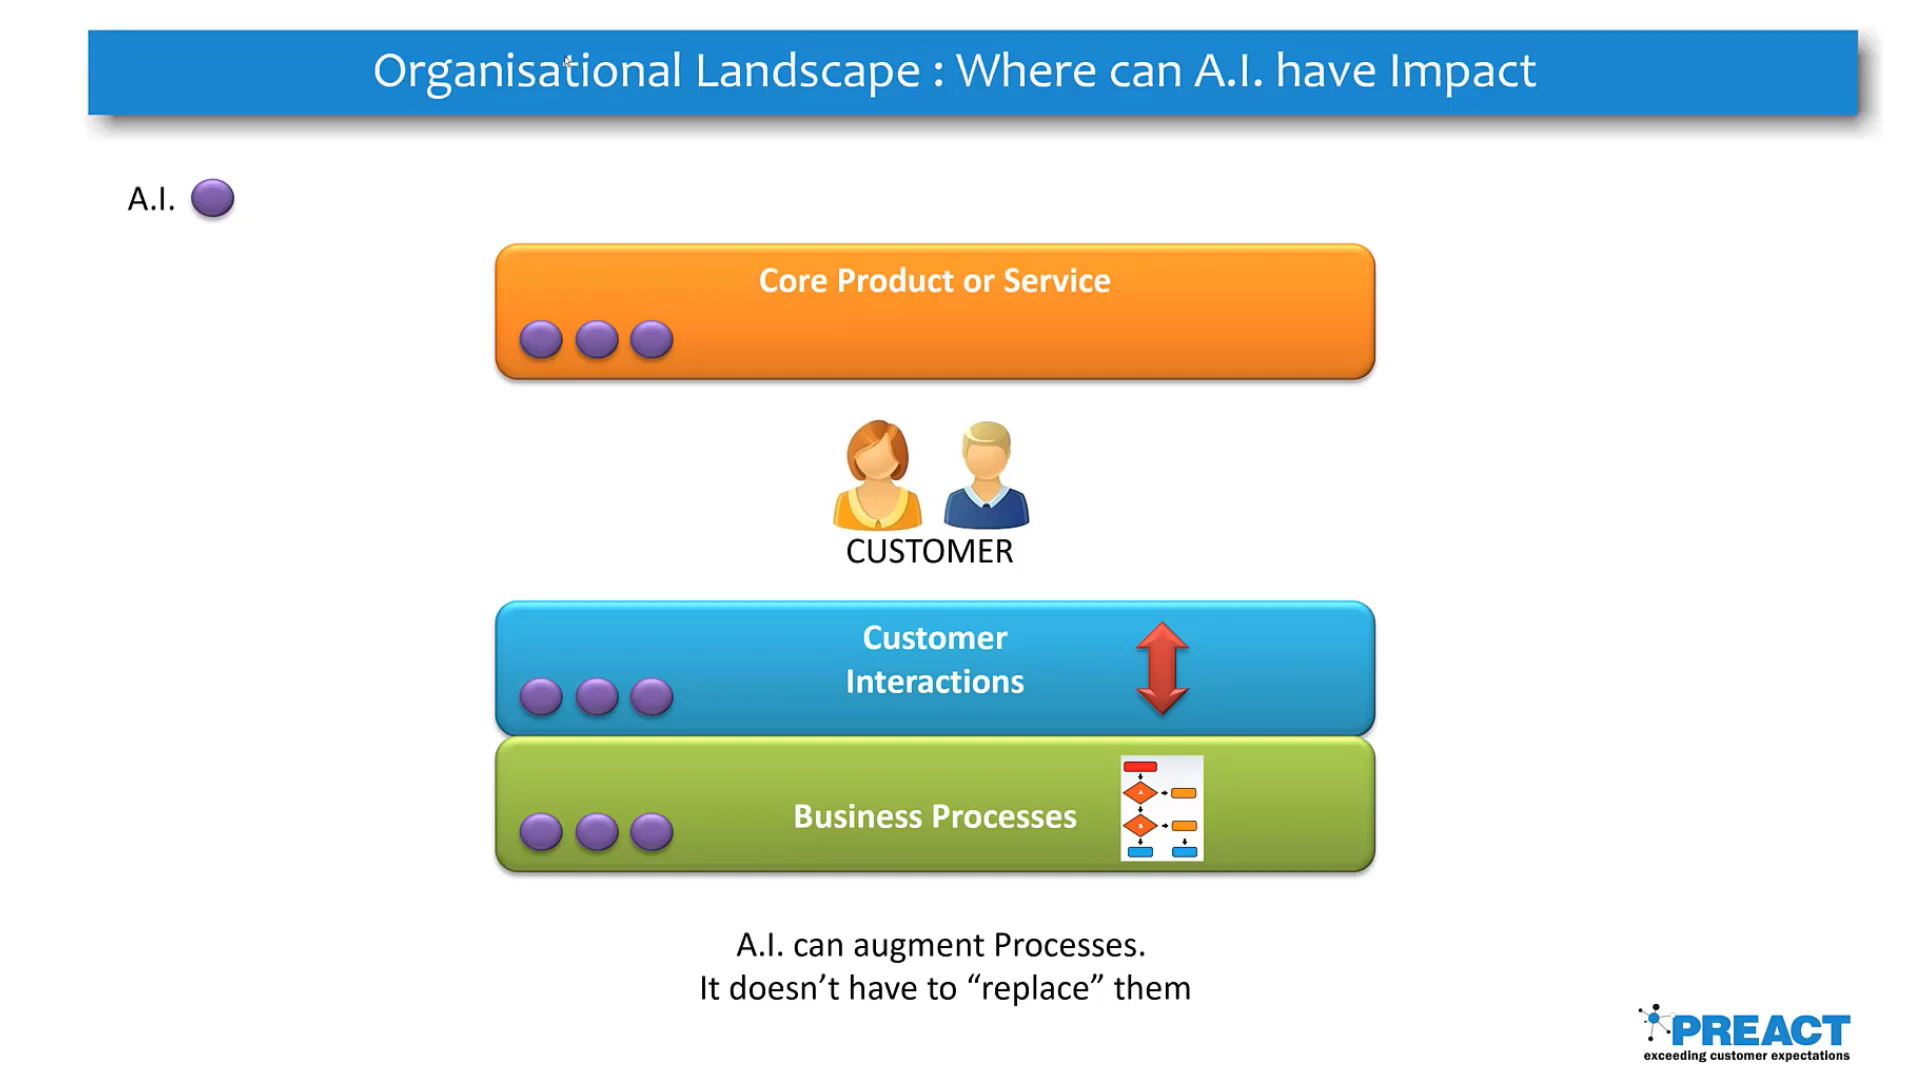 Organisational Landscape : Where can A.I. have Impact
A.I.
Core Product or Service
CUSTOMER
Customer
Interactions
Business Processes
A
B
A.I. can augment Processes.
It doesn’t have to “replace” them
PREACT
exceeding customer expectations